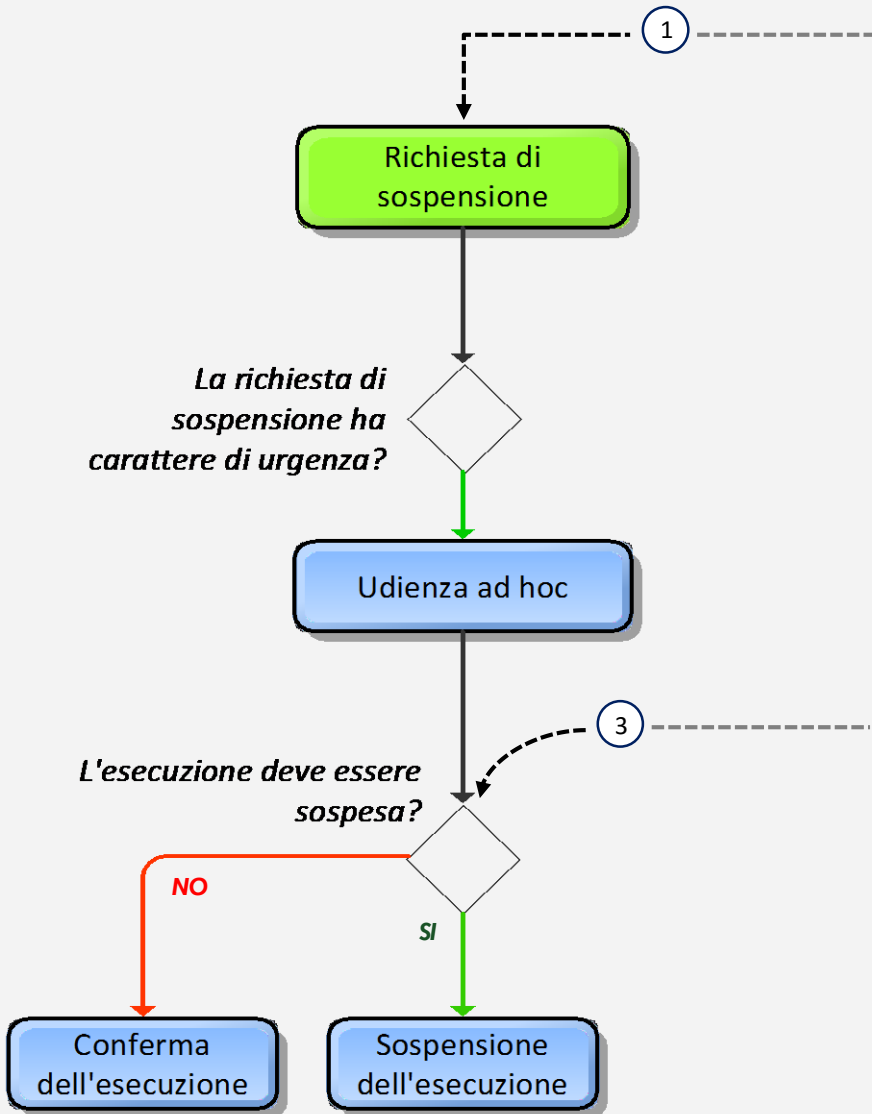 1
Richiesta di
sospensione
La richiesta di
sospensione ha
carattere di urgenza?
Udienza ad hoc
3
L'esecuzione deve essere
sospesa?
NO
SI
Conferma
dell'esecuzione
Sospensione
dell'esecuzione